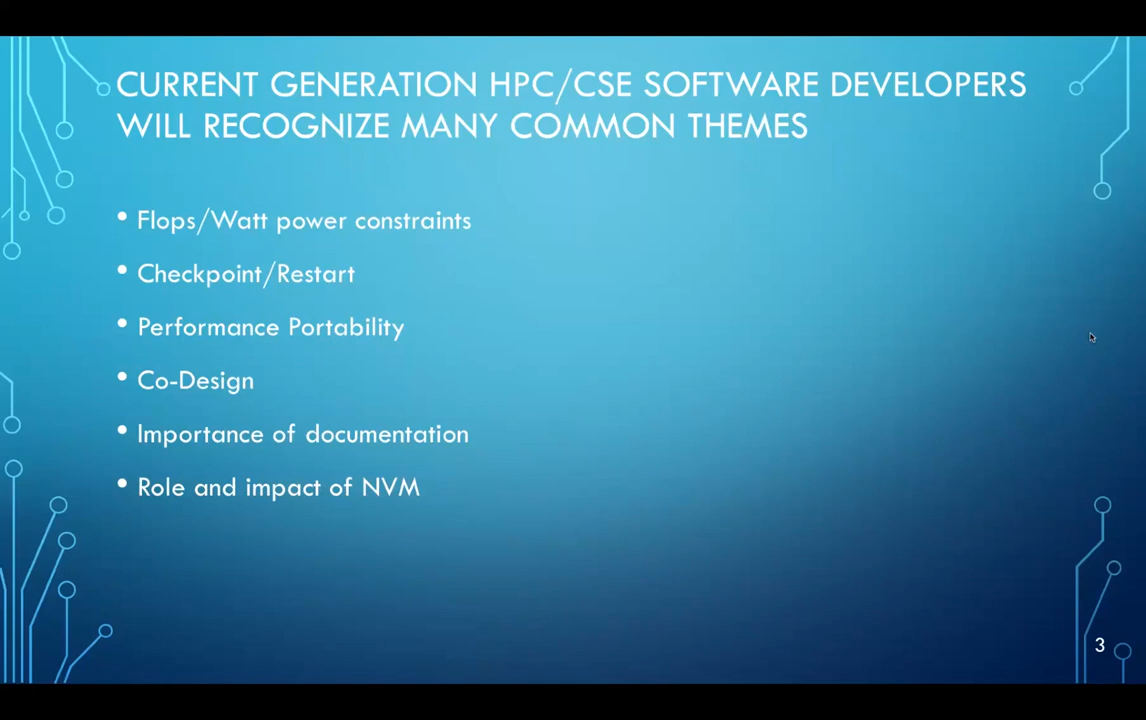 CURRENT GENERATION HPC/CSE SOFTWARE DEVELOPERS
WILL RECOGNIZE MANY COMMON THEMES
• Flops/Watt power constraints
• Checkpoint/Restart
• Performance Portability
• Co-Design
• Importance of documentation
• Role and impact of NVM
3